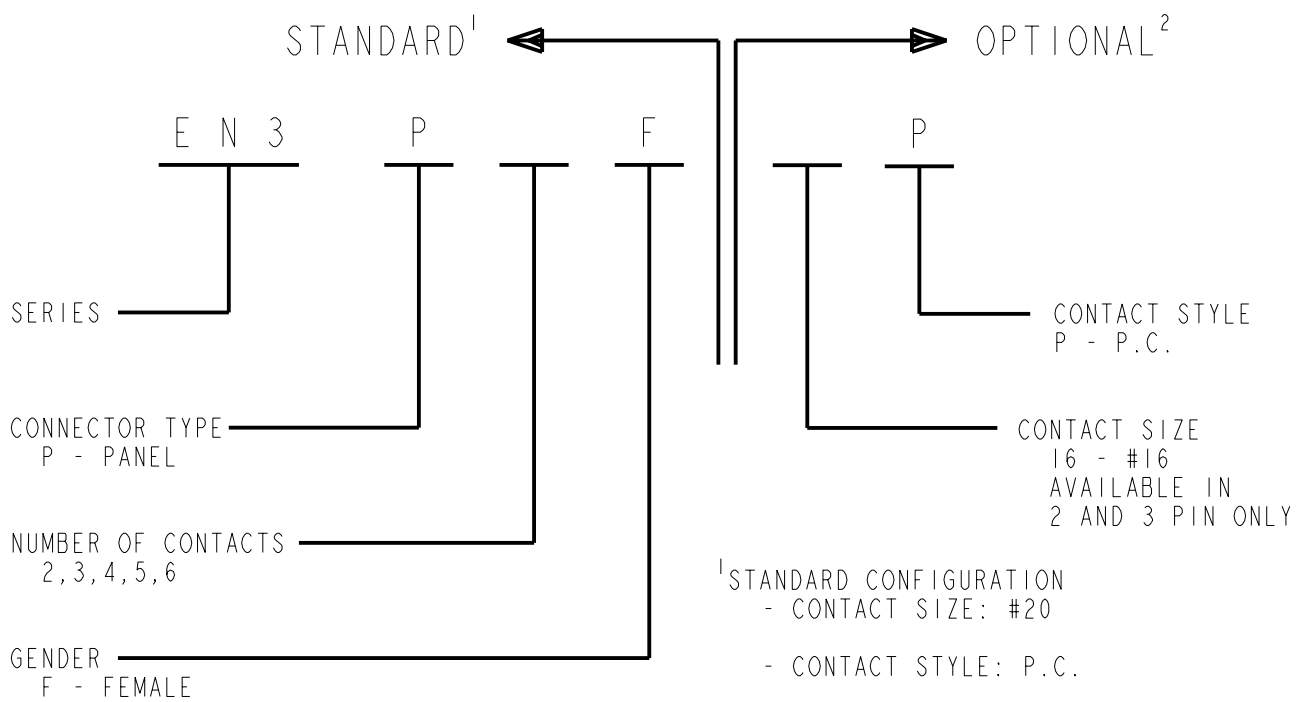 STANDARD¹ OPTIONAL²
EN3 P F P
SERIES
CONTACT STYLE
P - P.C.
CONNECTOR TYPE
P - PANEL
CONTACT SIZE
16 - #16
AVAILABLE IN
2 AND 3 PIN ONLY
NUMBER OF CONTACTS
2,3,4,5,6
¹STANDARD CONFIGURATION
- CONTACT SIZE: #20
- CONTACT STYLE: P.C.
GENDER
F - FEMALE